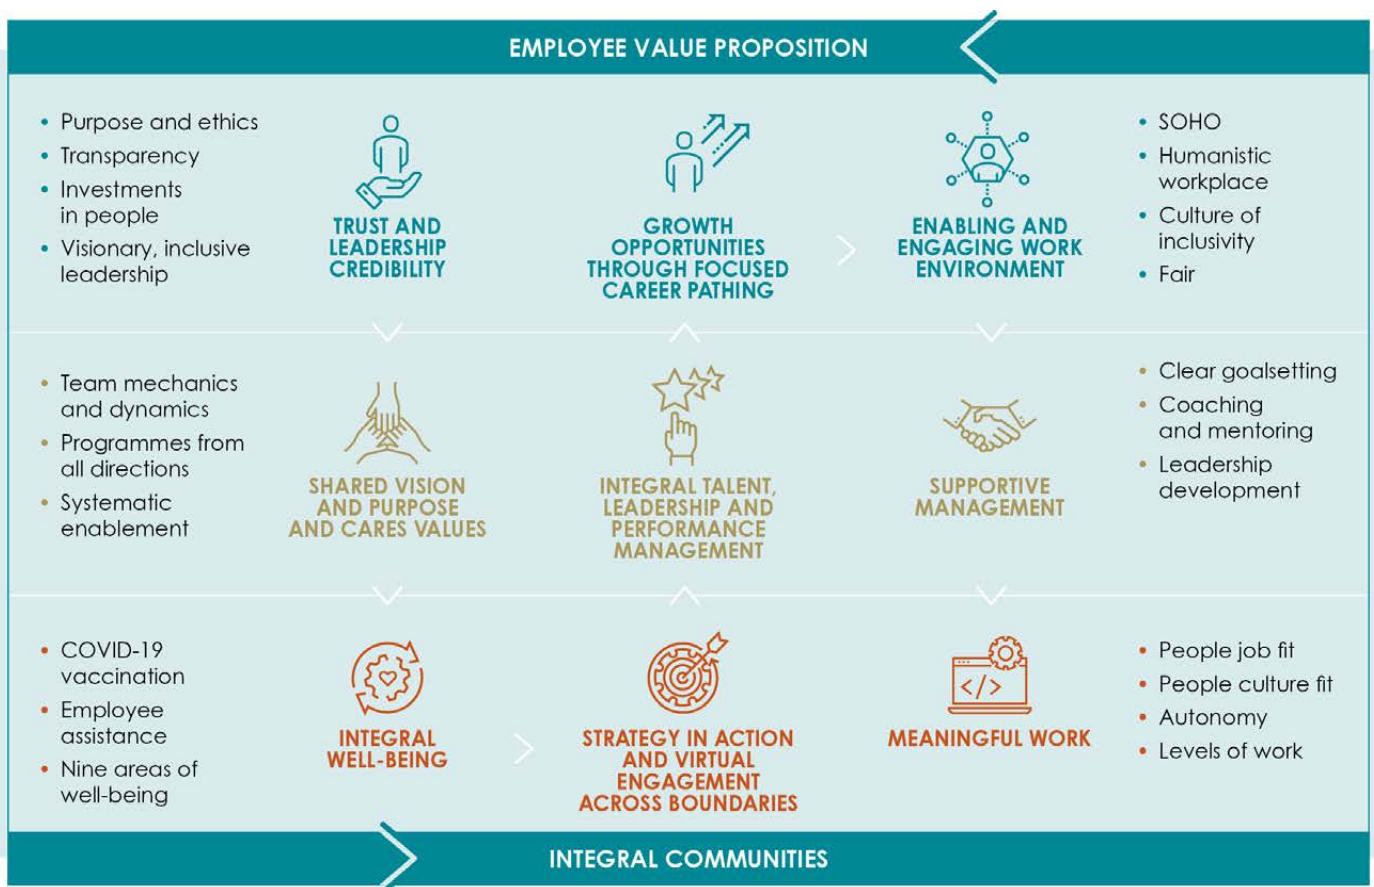 EMPLOYEE VALUE PROPOSITION
• Purpose and ethics
• Transparency
• Investments
in people
• Visionary, inclusive
leadership
TRUST AND
LEADERSHIP
CREDIBILITY
GROWTH
OPPORTUNITIES
THROUGH FOCUSED
CAREER PATHING
ENABLING AND
ENGAGING WORK
ENVIRONMENT
• SOHO
• Humanistic
workplace
• Culture of
inclusivity
• Fair
• Team mechanics
and dynamics
• Programmes from
all directions
• Systematic
enablement
SHARED VISION
AND PURPOSE
AND CARES VALUES
INTEGRAL TALENT,
LEADERSHIP AND
PERFORMANCE
MANAGEMENT
SUPPORTIVE
MANAGEMENT
• Clear goalsetting
• Coaching
and mentoring
• Leadership
development
• COVID-19
vaccination
• Employee
assistance
• Nine areas of
well-being
INTEGRAL
WELL-BEING
STRATEGY IN ACTION
AND VIRTUAL
ENGAGEMENT
ACROSS BOUNDARIES
</>
MEANINGFUL WORK
• People job fit
• People culture fit
• Autonomy
• Levels of work
INTEGRAL COMMUNITIES